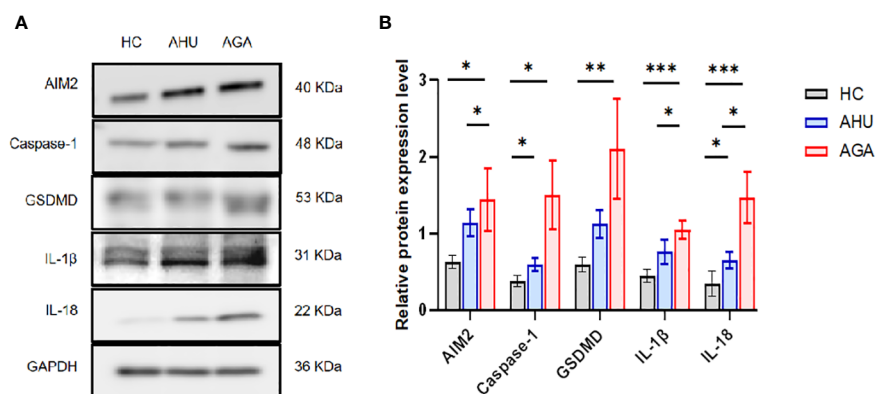 A
HC AHU AGA
AIM2 40 KDa
Caspase-1 48 KDa
GSDMD 53 KDa
IL-1β 31 KDa
IL-18 22 KDa
GAPDH 36 KDa
B
Relative protein expression level
3
2
1
0
* * ** *** ***
* * * * *
AIM2 Caspase-1 GSDMD IL-1β IL-18
HC
AHU
AGA